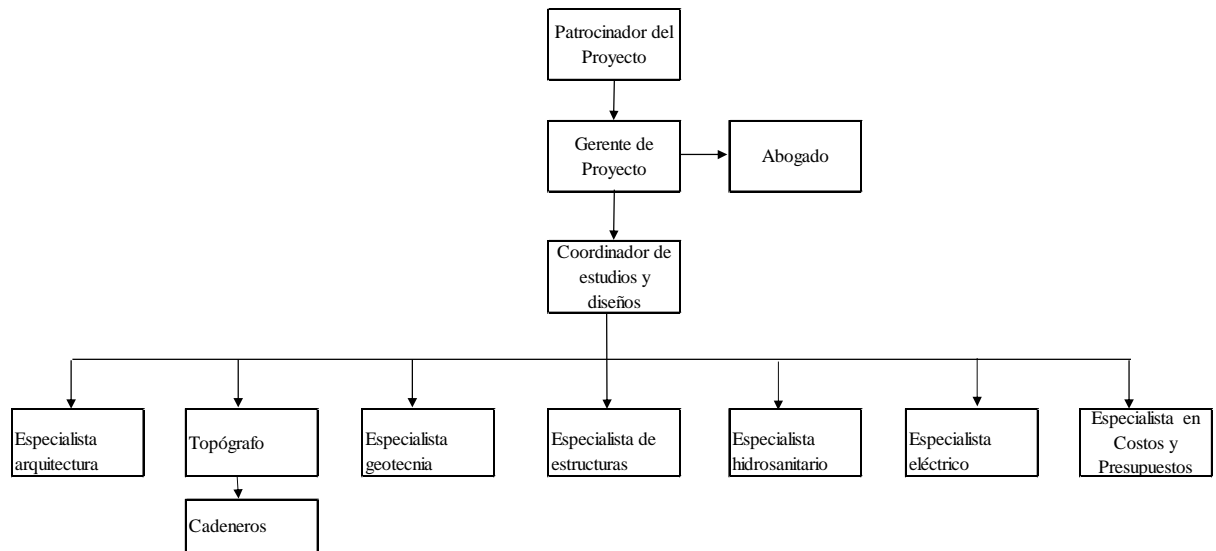 Patrocinador del
Proyecto
Gerente de
Proyecto
Abogado
Coordinador de
estudios y
diseños
Especialista
arquitectura
Topógrafo
Especialista
geotecnia
Especialista de
estructuras
Especialista
hidrosanitario
Especialista
eléctrico
Especialista en
Costos y
Presupuestos
Cadeneros